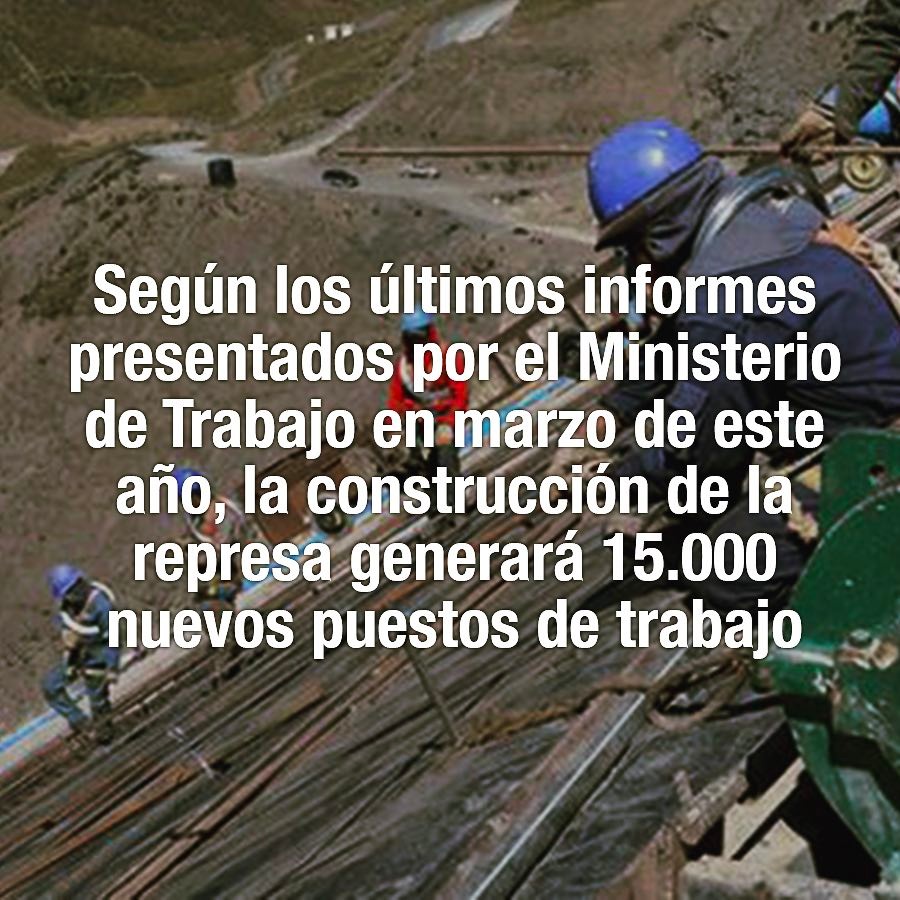 Según los últimos informes
presentados por el Ministerio
de Trabajo en marzo de este
año, la construcción de la
represa generará 15.000
nuevos puestos de trabajo